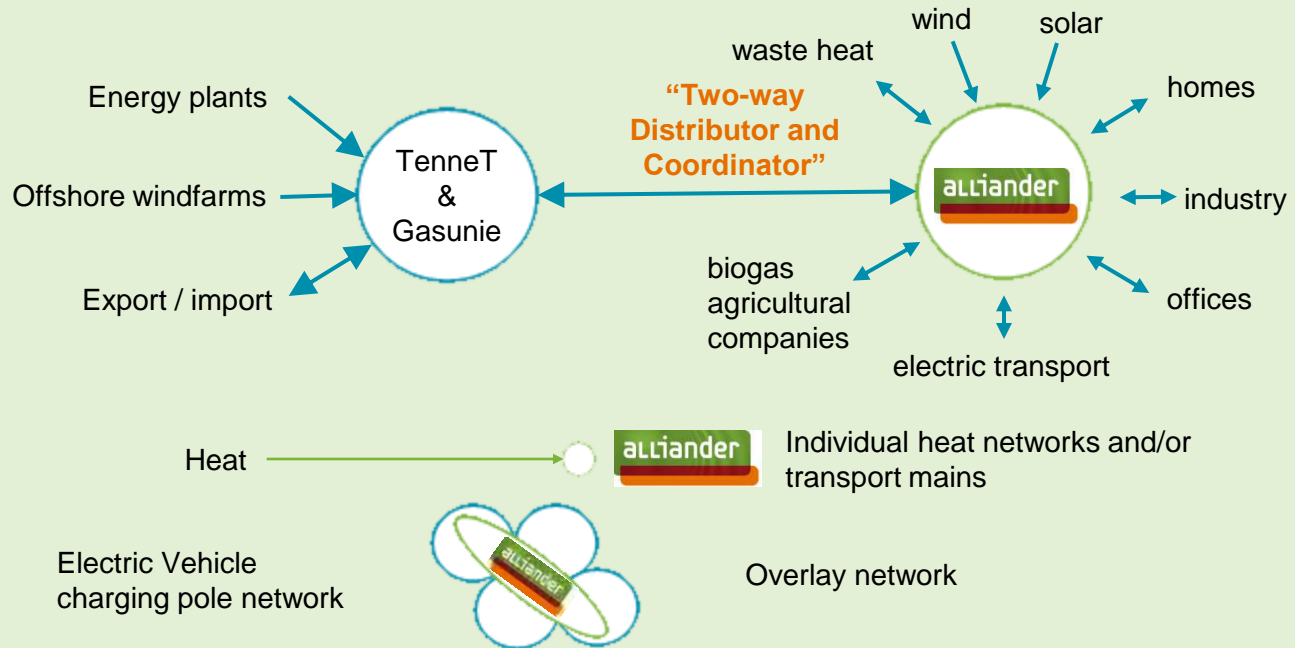 wind
solar
waste heat
Energy plants
“Two-way
Distributor and
Coordinator”
homes
TenneT
&
Gasunie
alliander
Offshore windfarms
industry
Export / import
biogas
agricultural
companies
offices
electric transport
Heat
alliander
Individual heat networks and/or
transport mains
Electric Vehicle
charging pole network
alliander
Overlay network